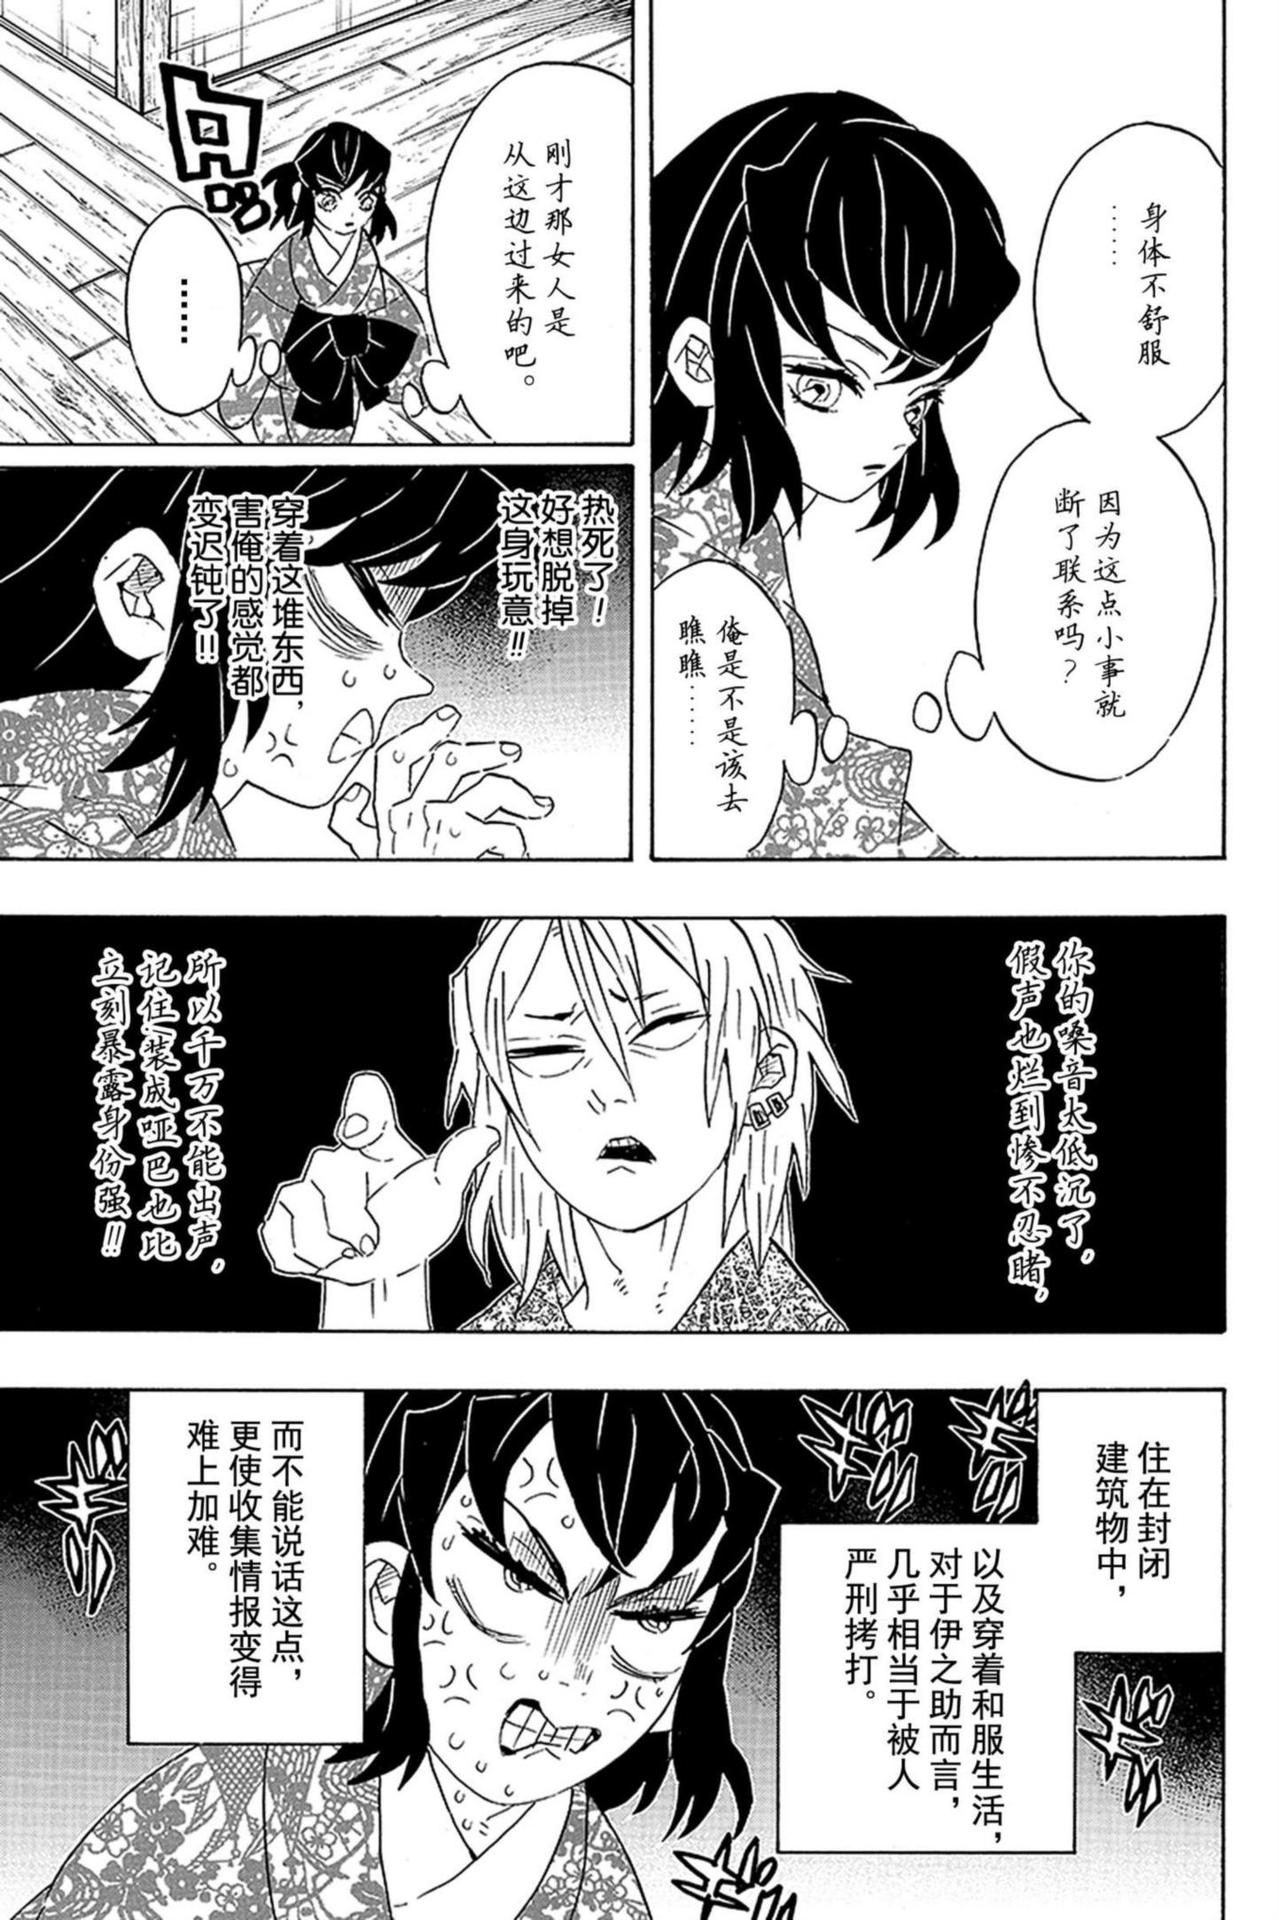 身体不舒服
……
因为这点小事就
断了联系吗？
俺是不是该去
瞧瞧……
刚才那女人是
从这边过来的吧。
……
热死了！
好想脱掉
这身玩意!!
穿着这堆东西，
害俺的感觉都
变迟钝了!!
你的嗓音太低沉了，
假声也烂到惨不忍睹，
所以千万不能出声，
记住，装成哑巴也比
立刻暴露身份强!!
住在封闭
建筑物中，
以及穿着和服生活，
对于伊之助而言，
几乎相当于被人
严刑拷打。
而不能说话这点，
更使收集情报变得
难上加难。